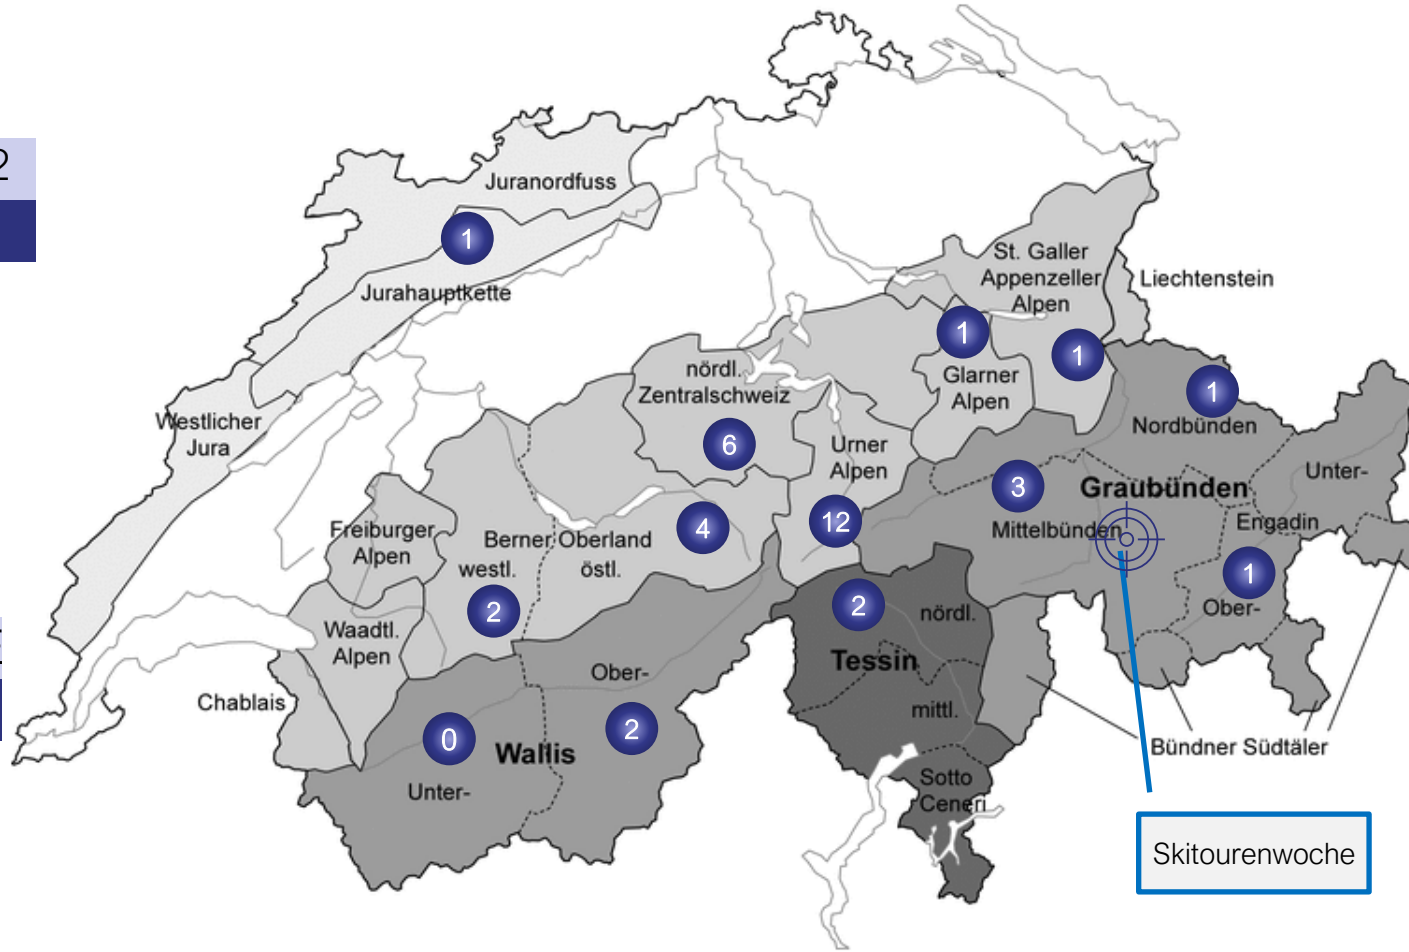 2
Juranordfuss
1
Jurahauptkette
St. Galler
Appenzeller
Alpen
Liechtenstein
1
1
nördl.
Zentralschweiz
Glarner
Alpen
1
Nordbünden
Westlicher
Jura
6
Urner
Alpen
Unter-
3
Graubünden
12
Mittelbünden
Engadin
4
Freiburger
Alpen
Berner Oberland
westl.
östl.
1
Ober-
2
2
nördl.
Waadtl.
Alpen
Tessin
Ober-
Chablais
mittl.
0
2
Wallis
Bündner Südtäler
Unter-
Sotto
Ceneri
Skitourenwoche